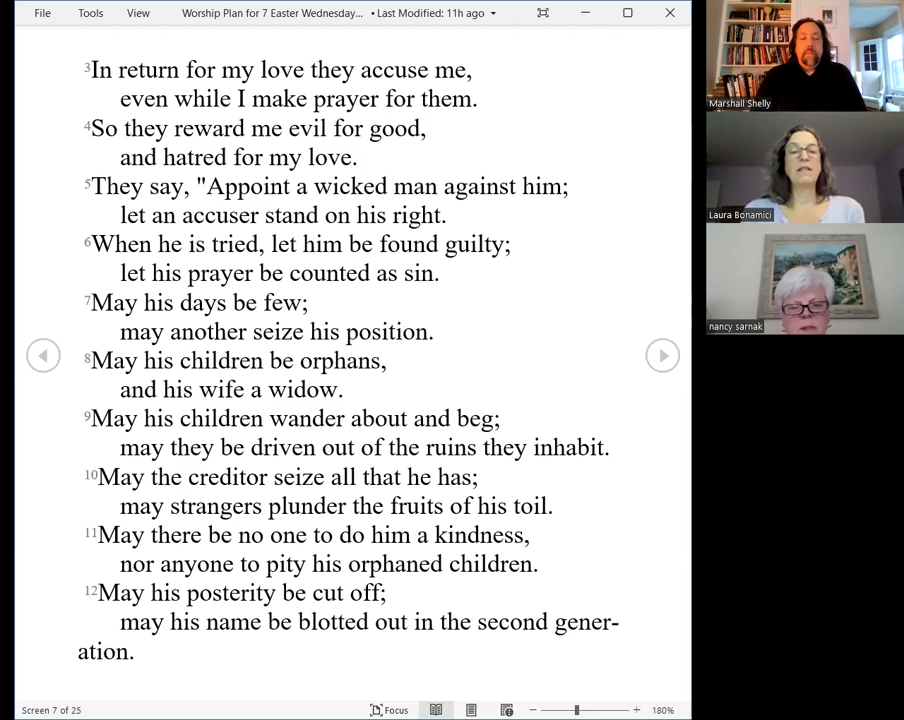 File Tools View Worship Plan for 7 Easter Wednesday... • Last Modified: 11h ago
3In return for my love they accuse me,
even while I make prayer for them.
4So they reward me evil for good,
and hatred for my love.
5They say, "Appoint a wicked man against him;
let an accuser stand on his right.
6When he is tried, let him be found guilty;
let his prayer be counted as sin.
7May his days be few;
may another seize his position.
8May his children be orphans,
and his wife a widow.
9May his children wander about and beg;
may they be driven out of the ruins they inhabit.
10May the creditor seize all that he has;
may strangers plunder the fruits of his toil.
11May there be no one to do him a kindness,
nor anyone to pity his orphaned children.
12May his posterity be cut off;
may his name be blotted out in the second gener-
ation.
Screen 7 of 25 Focus 180%
Marshall Shelly
Laura Bonamici
nancy sarnak